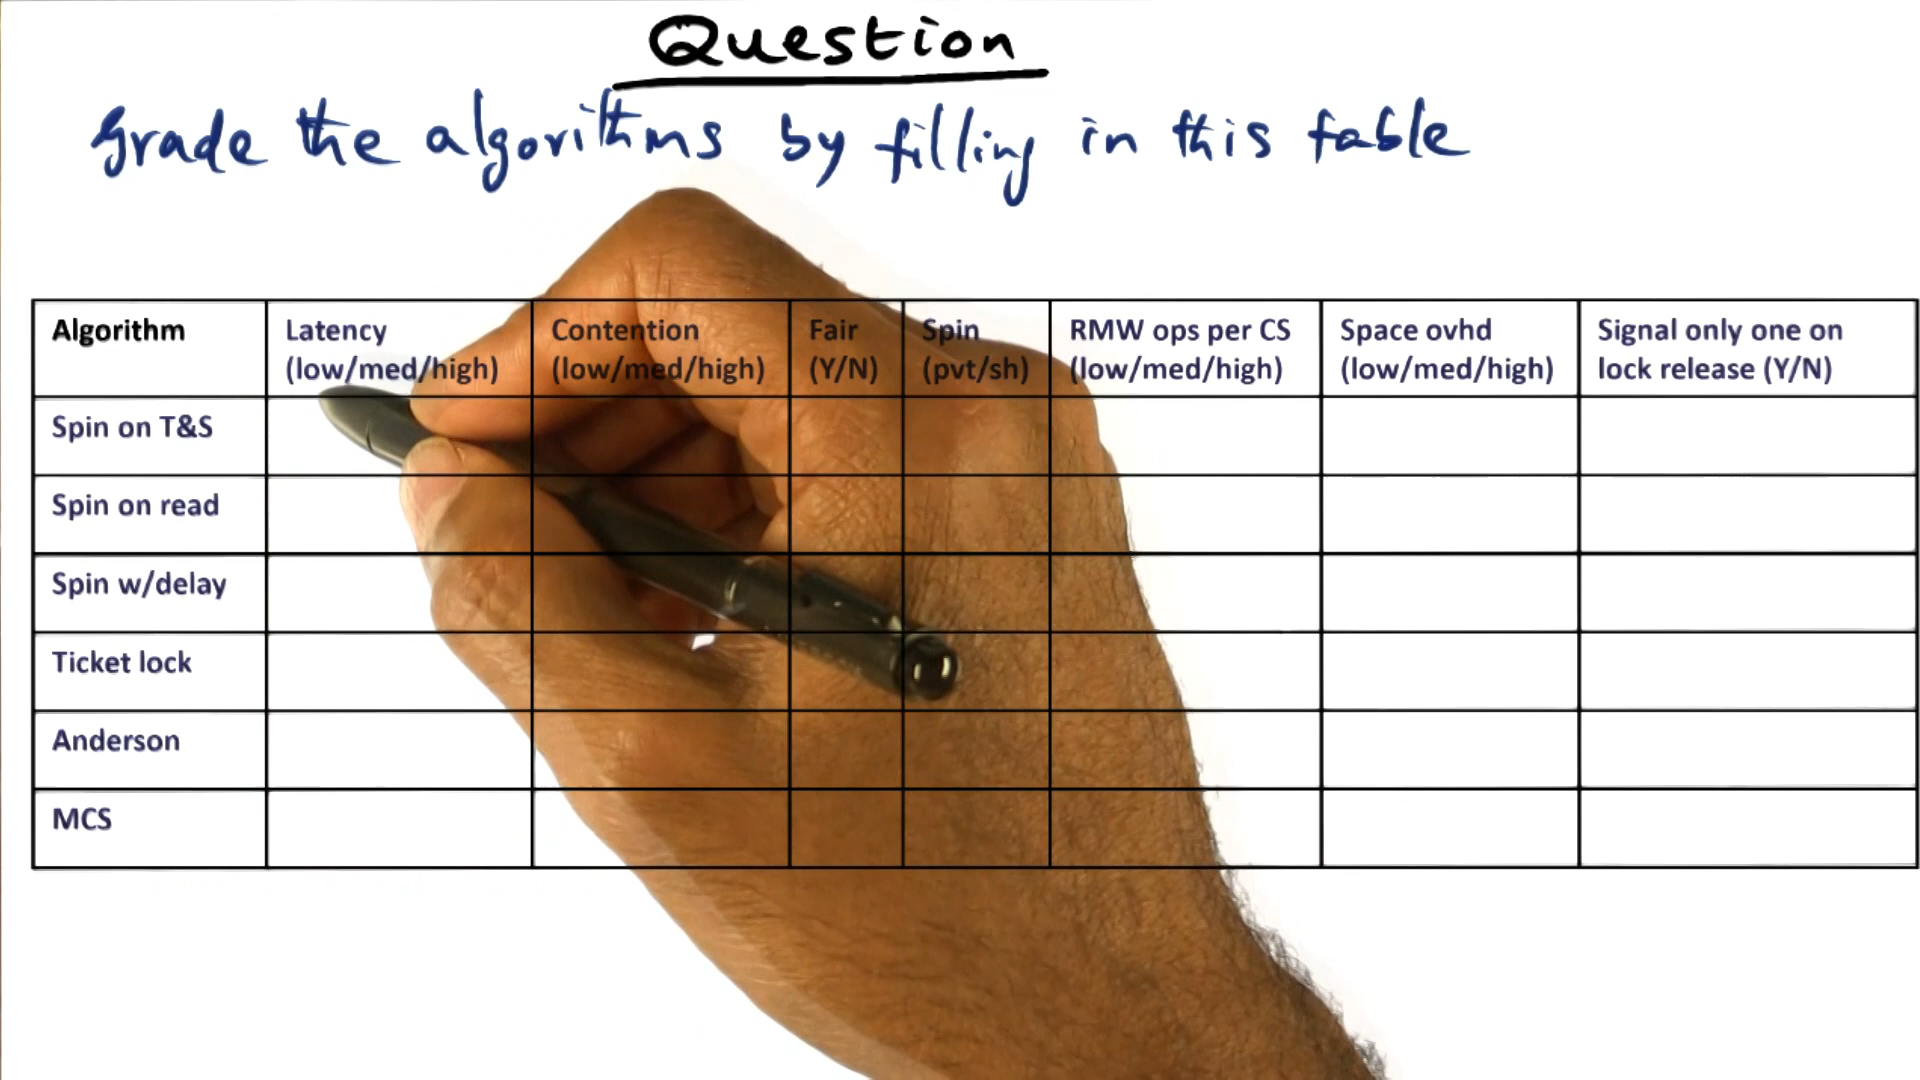 Question
Grade the algorithms by filling in this table
Algorithm Latency (low/med/high) Contention (low/med/high) Fair (Y/N) Spin (pvt/sh) RMW ops per CS (low/med/high) Space ovhd (low/med/high) Signal only one on lock release (Y/N)
Spin on T&S
Spin on read
Spin w/delay
Ticket lock
Anderson
MCS